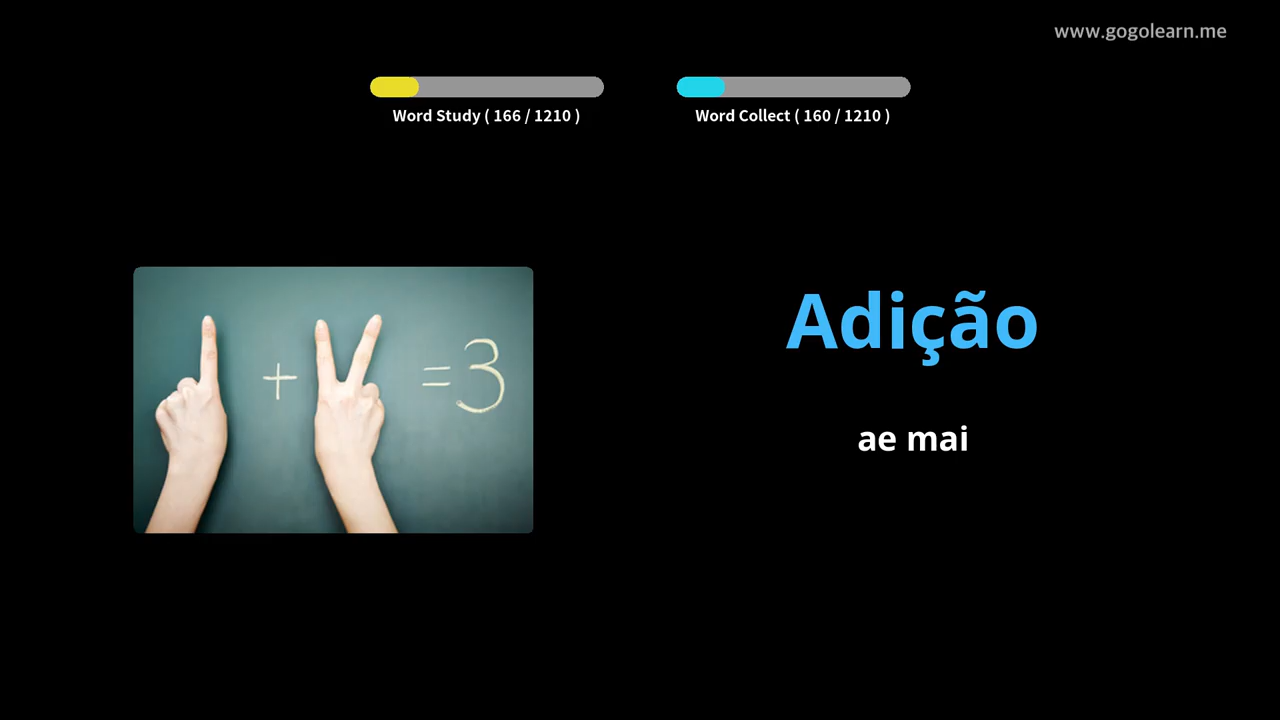 www.gogolearn.me
Word Study ( 166 / 1210 )
Word Collect ( 160 / 1210 )
+ = 3
Adição
ae mai